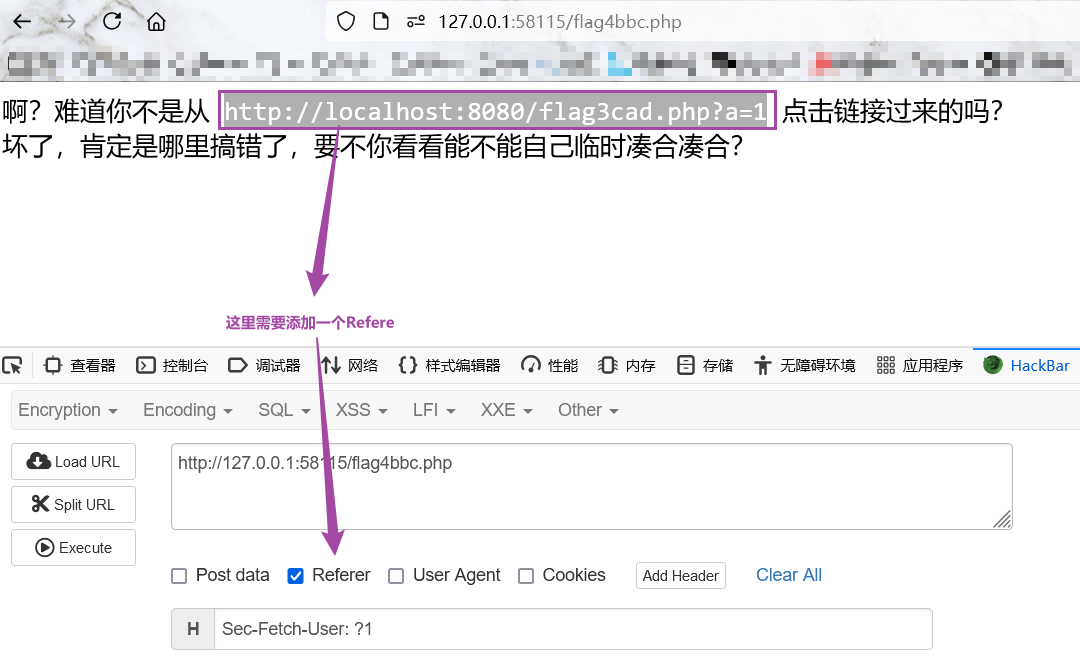 127.0.0.1:58115/flag4bbc.php
啊？难道你不是从 http://localhost:8080/flag3cad.php?a=1 点击链接过来的吗？
坏了，肯定是哪里搞错了，要不你看看能不能自己临时凑合凑合？
这里需要添加一个Refere
查看器 控制台 调试器 网络 样式编辑器 性能 内存 存储 无障碍环境 应用程序 HackBar
Encryption Encoding SQL XSS LFI XXE Other
Load URL http://127.0.0.1:58115/flag4bbc.php
Split URL
Execute
Post data Referer User Agent Cookies Add Header Clear All
H Sec-Fetch-User: ?1